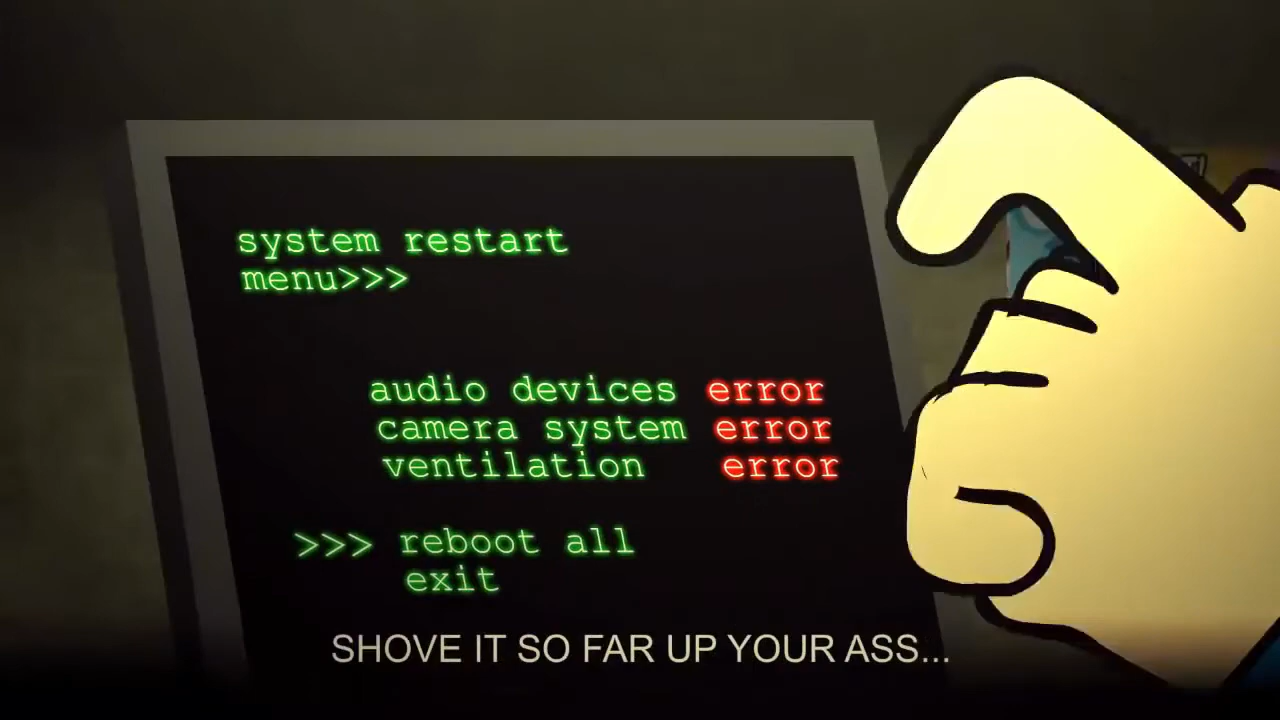 system restart
menu>>>
audio devices error
camera system error
ventilation error
>>> reboot all
exit
SHOVE IT SO FAR UP YOUR ASS...